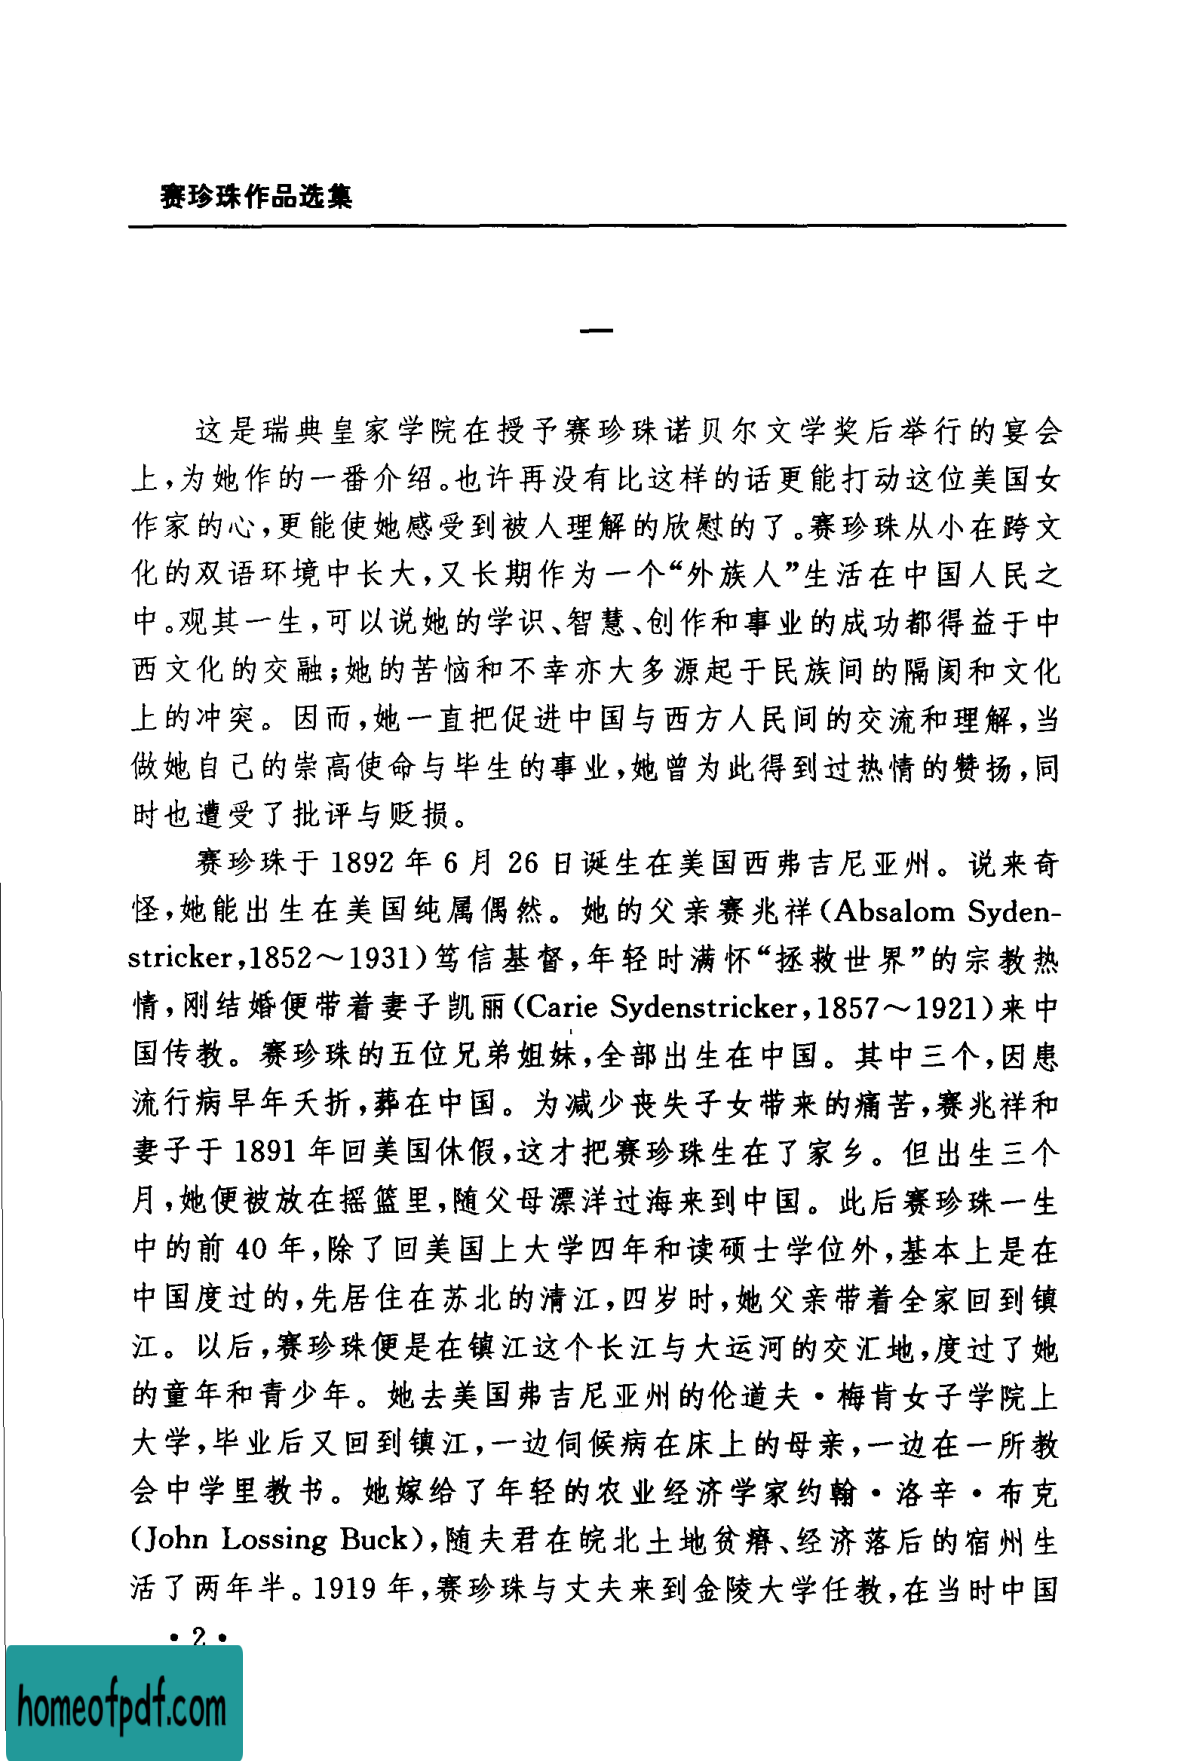 赛珍珠作品选集
一
这是瑞典皇家学院在授予赛珍珠诺贝尔文学奖后举行的宴会
上，为她作的一番介绍。也许再没有比这样的话更能打动这位美国女
作家的心，更能使她感受到被人理解的欣慰的了。赛珍珠从小在跨文
化的双语环境中长大，又长期作为一个“外族人”生活在中国人民之
中。观其一生，可以说她的学识、智慧、创作和事业的成功都得益于中
西文化的交融；她的苦恼和不幸亦大多源起于民族间的隔阂和文化
上的冲突。因而，她一直把促进中国与西方人民间的交流和理解，当
做她自己的崇高使命与毕生的事业，她曾为此得到过热情的赞扬，同
时也遭受了批评与贬损。
赛珍珠于 1892 年 6 月 26 日诞生在美国西弗吉尼亚州。说来奇
怪，她能出生在美国纯属偶然。她的父亲赛兆祥(Absalom Syden-
stricker，1852～1931)笃信基督，年轻时满怀“拯救世界”的宗教热
情，刚结婚便带着妻子凯丽(Carie Sydenstricker，1857～1921)来中
国传教。赛珍珠的五位兄弟姐妹，全部出生在中国。其中三个，因患
流行病早年夭折，葬在中国。为减少丧失子女带来的痛苦，赛兆祥和
妻子于 1891 年回美国休假，这才把赛珍珠生在了家乡。但出生三个
月，她便被放在摇篮里，随父母漂洋过海来到中国。此后赛珍珠一生
中的前 40 年，除了回美国上大学四年和读硕士学位外，基本上是在
中国度过的，先居住在苏北的清江，四岁时，她父亲带着全家回到镇
江。以后，赛珍珠便是在镇江这个长江与大运河的交汇地，度过了她
的童年和青少年。她去美国弗吉尼亚州的伦道夫·梅肯女子学院上
大学，毕业后又回到镇江，一边伺候病在床上的母亲，一边在一所教
会中学里教书。她嫁给了年轻的农业经济学家约翰·洛辛·布克
(John Lossing Buck)，随夫君在皖北土地贫瘠、经济落后的宿州生
活了两年半。1919 年，赛珍珠与丈夫来到金陵大学任教，在当时中国
·2·
homeofpdf.com